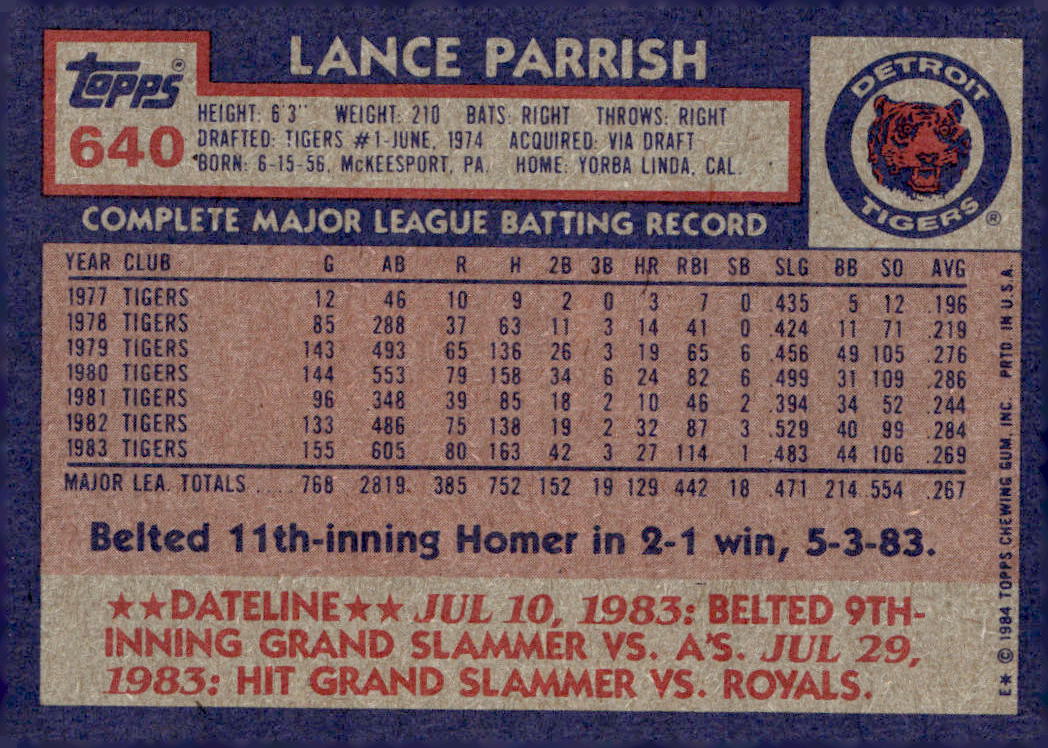 LANCE PARRISH
topps®
640
HEIGHT: 6'3" WEIGHT: 210 BATS: RIGHT THROWS: RIGHT
DRAFTED: TIGERS #1-JUNE, 1974 ACQUIRED: VIA DRAFT
BORN: 6-15-56, McKEESPORT, PA. HOME: YORBA LINDA, CAL.
DETROIT
TIGERS®
COMPLETE MAJOR LEAGUE BATTING RECORD
YEAR CLUB G AB R H 2B 3B HR RBI SB SLG BB SO AVG
1977 TIGERS 12 46 10 9 2 0 3 7 0 .435 5 12 .196
1978 TIGERS 85 288 37 63 11 3 14 41 0 .424 11 71 .219
1979 TIGERS 143 493 65 136 26 3 19 65 6 .456 49 105 .276
1980 TIGERS 144 553 79 158 34 6 24 82 6 .499 31 109 .286
1981 TIGERS 96 348 39 85 18 2 10 46 2 .394 34 52 .244
1982 TIGERS 133 486 75 138 19 2 32 87 3 .529 40 99 .284
1983 TIGERS 155 605 80 163 42 3 27 114 1 .483 44 106 .269
MAJOR LEA. TOTALS ..... 768 2819 385 752 152 19 129 442 18 .471 214 554 .267
Belted 11th-inning Homer in 2-1 win, 5-3-83.
★★DATELINE★★ JUL 10, 1983: BELTED 9TH-
INNING GRAND SLAMMER VS. A'S. JUL 29,
1983: HIT GRAND SLAMMER VS. ROYALS.
E★ © 1984 TOPPS CHEWING GUM, INC. PRTD. IN U.S.A.